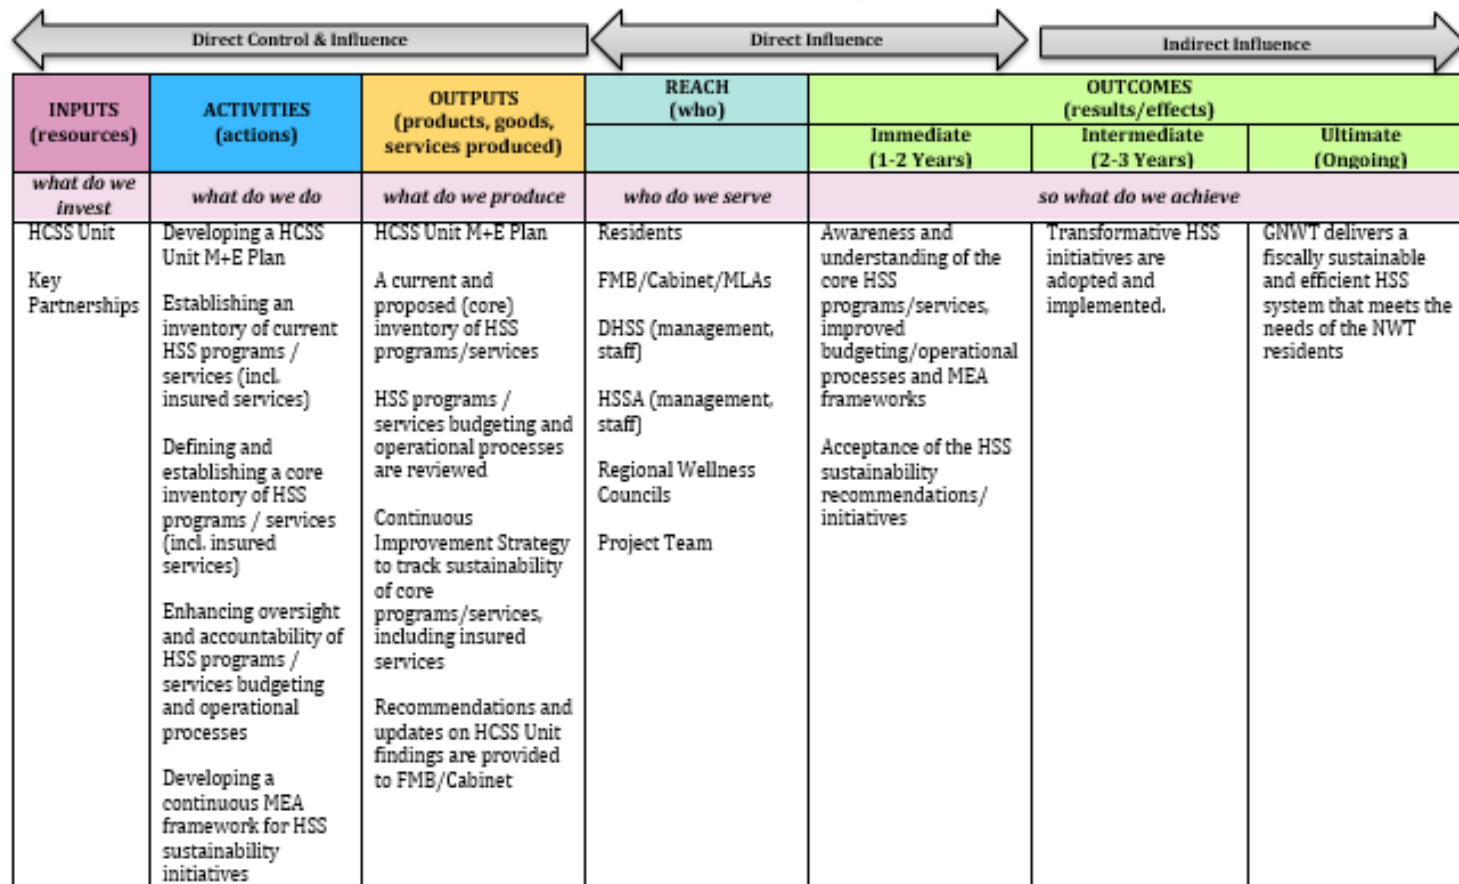 Direct Control & Influence
Direct Influence
Indirect Influence
INPUTS
(resources)
ACTIVITIES
(actions)
OUTPUTS
(products, goods,
services produced)
REACH
(who)
OUTCOMES
(results/effects)
Immediate
(1-2 Years)
Intermediate
(2-3 Years)
Ultimate
(Ongoing)
what do we
invest
what do we do
what do we produce
who do we serve
so what do we achieve
HCSS Unit
Key
Partnerships
Developing a HCSS
Unit M+E Plan
Establishing an
inventory of current
HSS programs /
services (incl.
insured services)
Defining and
establishing a core
inventory of HSS
programs / services
(incl. insured
services)
Enhancing oversight
and accountability of
HSS programs /
services budgeting
and operational
processes
Developing a
continuous MEA
framework for HSS
sustainability
initiatives
HCSS Unit M+E Plan
A current and
proposed (core)
inventory of HSS
programs/services
HSS programs /
services budgeting and
operational processes
are reviewed
Continuous
Improvement Strategy
to track sustainability
of core
programs/services,
including insured
services
Recommendations and
updates on HCSS Unit
findings are provided
to FMB/Cabinet
Residents
FMB/Cabinet/MLAs
DHSS (management,
staff)
HSSA (management,
staff)
Regional Wellness
Councils
Project Team
Awareness and
understanding of the
core HSS
programs/services,
improved
budgeting/operational
processes and MEA
frameworks
Acceptance of the HSS
sustainability
recommendations/
initiatives
Transformative HSS
initiatives are
adopted and
implemented.
GNWT delivers a
fiscally sustainable
and efficient HSS
system that meets the
needs of the NWT
residents